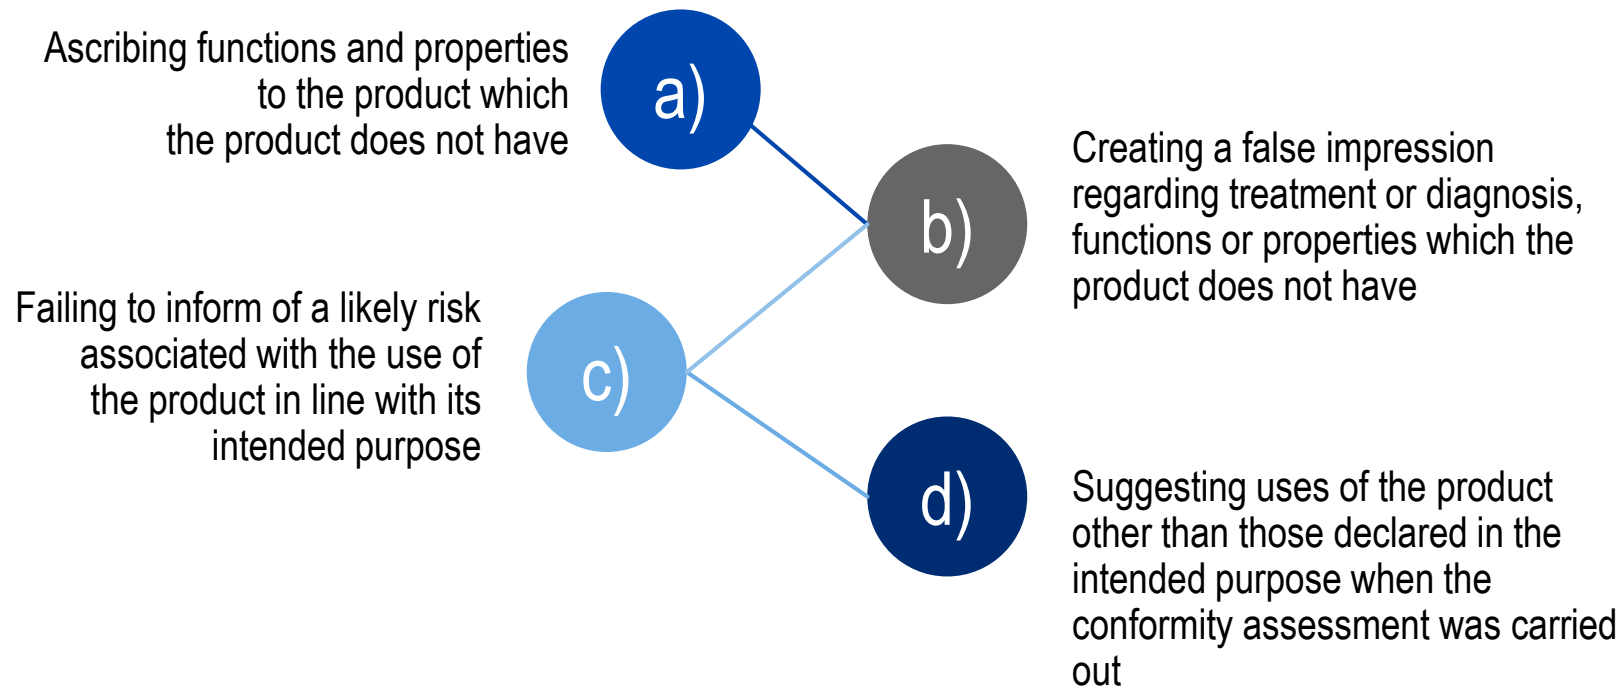 Ascribing functions and properties
to the product which
the product does not have
a)
b)
Creating a false impression
regarding treatment or diagnosis,
functions or properties which the
product does not have
Failing to inform of a likely risk
associated with the use of
the product in line with its
intended purpose
c)
d)
Suggesting uses of the product
other than those declared in the
intended purpose when the
conformity assessment was carried
out